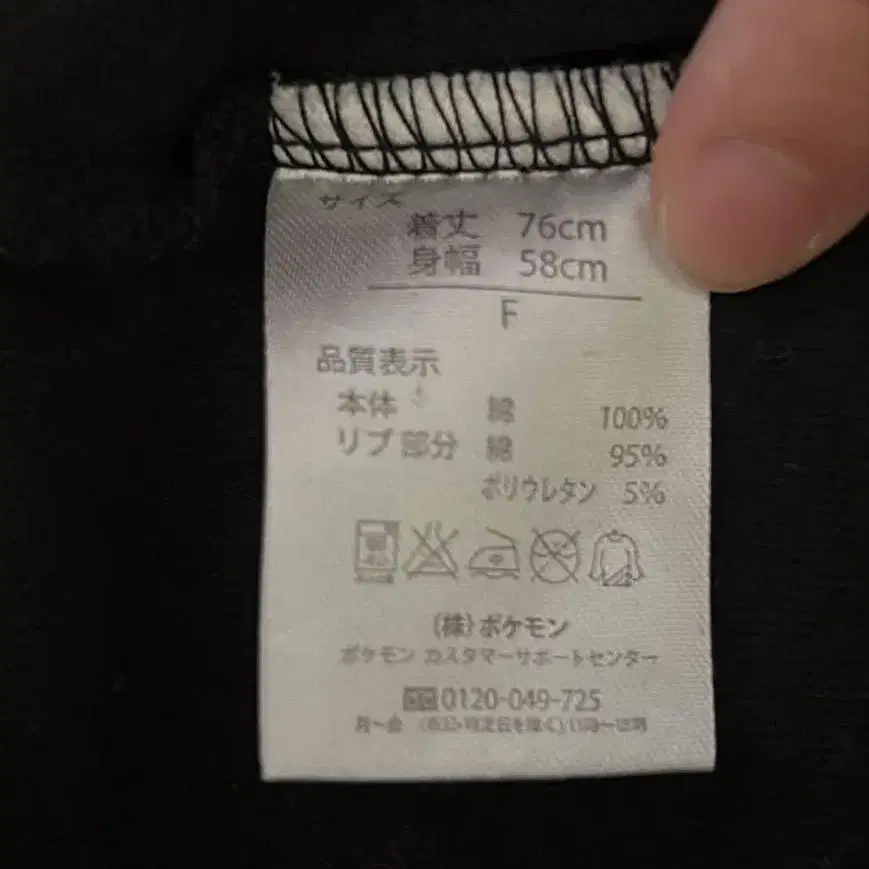 サイズ
着丈 76cm
身幅 58cm
F
品質表示
本体 綿 100%
リブ部分 綿 95%
ポリウレタン 5%
(株)ポケモン
ポケモン カスタマーサポートセンター
0120-049-725
月〜金